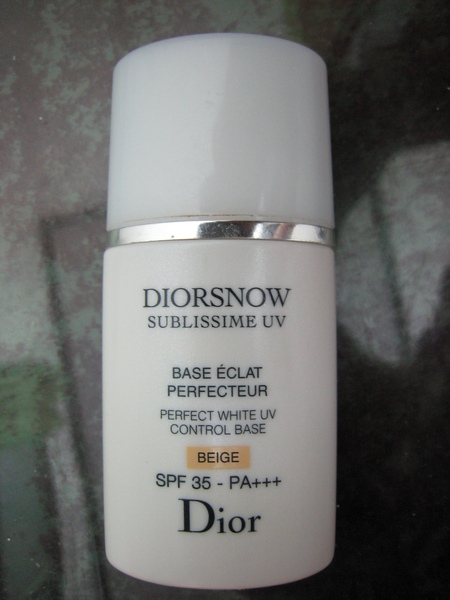 DIORSNOW
SUBLISSIME UV
BASE ÉCLAT
PERFECTEUR
PERFECT WHITE UV
CONTROL BASE
BEIGE
SPF 35 - PA+++
Dior